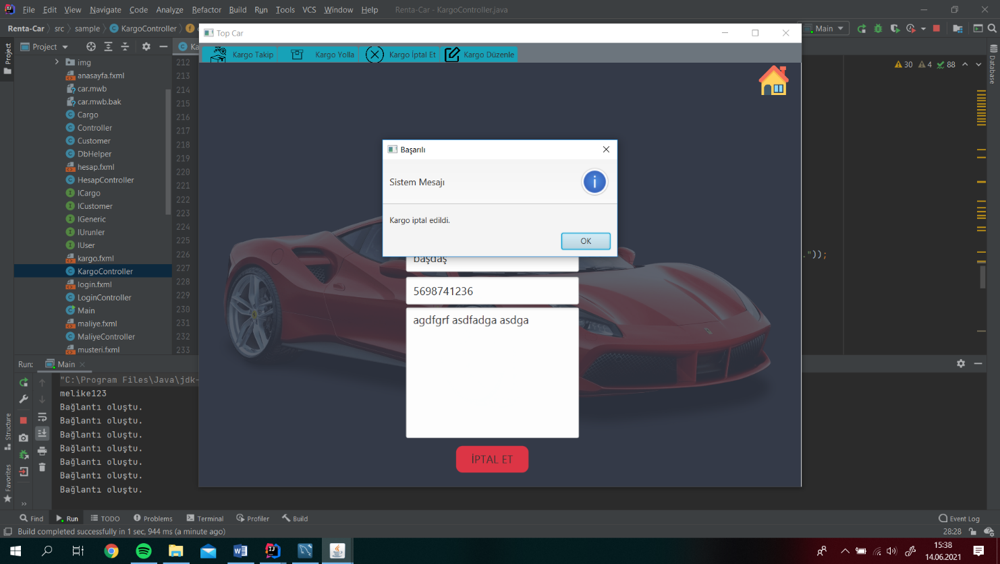 File Edit View Navigate Code Analyze Refactor Build Run Tools VCS Window Help Renta-Car - KargoController.java
Renta-Car src sample KargoController
Main
Top Car
Project
Kargo Takip Kargo Yolla Kargo İptal Et Kargo Düzenle
30 4 88
Project
Database
img
anasayfa.fxml
car.mwb
car.mwb.bak
Cargo
Controller
Customer
DbHelper
hesap.fxml
HesapController
ICargo
ICustomer
IGeneric
IUrunler
IUser
kargo.fxml
KargoController
login.fxml
LoginController
Main
maliye.fxml
MaliyeController
musteri.fxml
212
213
214
215
216
217
218
219
220
221
222
223
224
225
226
227
228
229
230
231
232
233
."));
Başarılı
Sistem Mesajı
Kargo iptal edildi.
OK
başdaş
5698741236
agdfgrf asdfadga asdga
İPTAL ET
Run: Main
"C:\Program Files\Java\jdk-
melike123
Bağlantı oluştu.
Bağlantı oluştu.
Bağlantı oluştu.
Bağlantı oluştu.
Bağlantı oluştu.
Bağlantı oluştu.
Bağlantı oluştu.
Structure
Favorites
Find Run TODO Problems Terminal Profiler Build Event Log
Build completed successfully in 1 sec, 944 ms (a minute ago) 28:28
15:38
14.06.2021